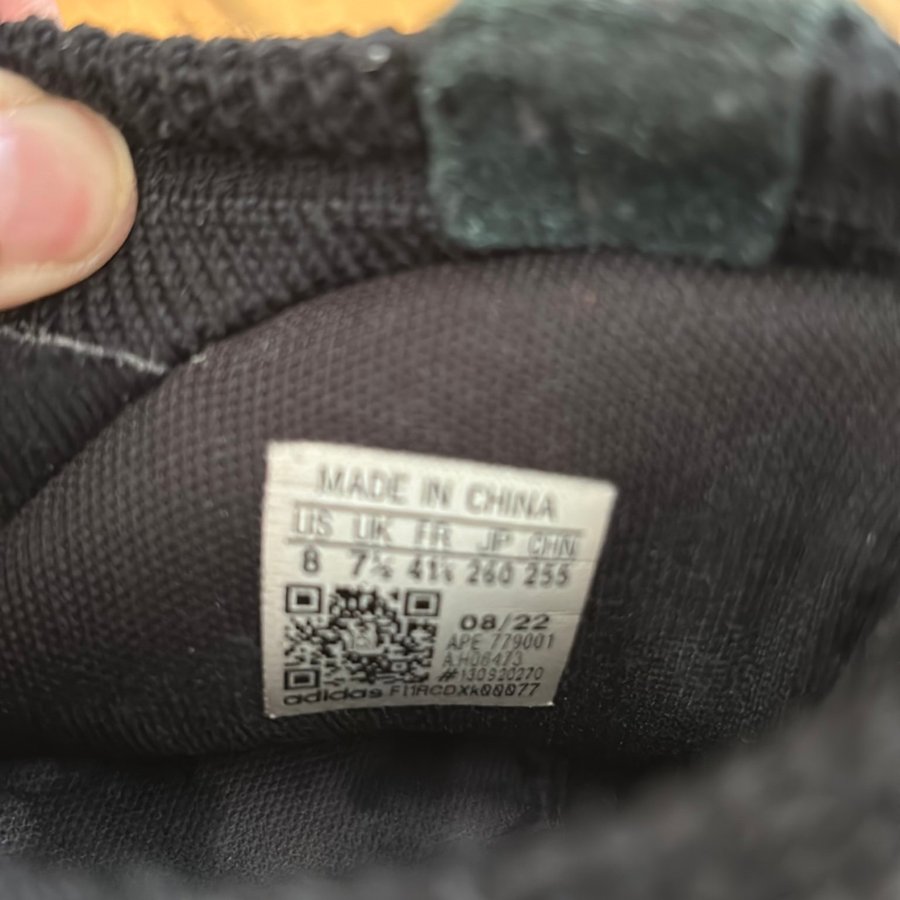 MADE IN CHINA
US UK FR JP CHN
8 7½ 41⅓ 260 255
08/22
APE 779001
#130920270
adidas